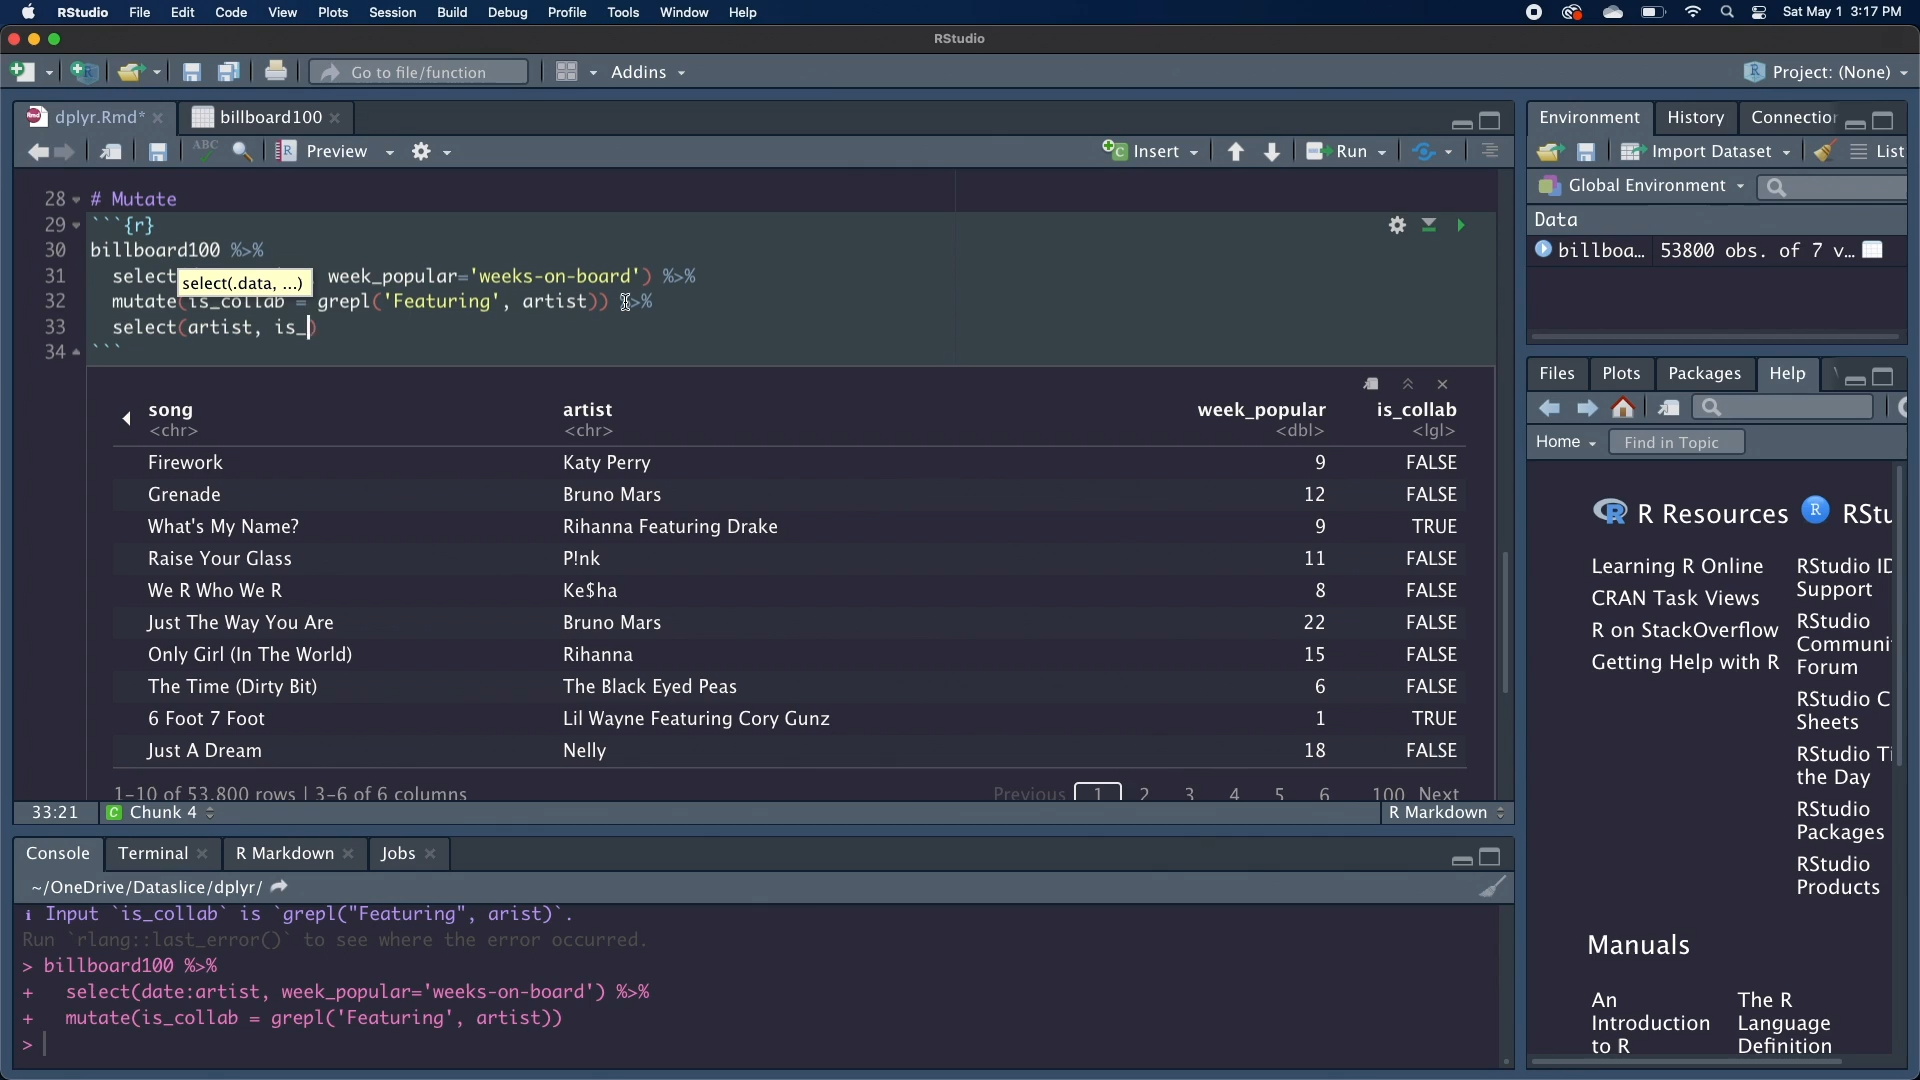 RStudio File Edit Code View Plots Session Build Debug Profile Tools Window Help Sat May 1 3:17 PM
RStudio
Go to file/function Addins Project: (None)
dplyr.Rmd* billboard100
ABC Preview Insert Run
28 # Mutate
29 ```{r}
30 billboard100 %>%
31 select week_popular='weeks-on-board') %>%
select(.data, ...)
32 mutate(is_collab = grepl('Featuring', artist)) %>%
33 select(artist, is_)
34 ```
song artist week_popular is_collab
<chr> <chr> <dbl> <lgl>
Firework Katy Perry 9 FALSE
Grenade Bruno Mars 12 FALSE
What's My Name? Rihanna Featuring Drake 9 TRUE
Raise Your Glass P!nk 11 FALSE
We R Who We R Ke$ha 8 FALSE
Just The Way You Are Bruno Mars 22 FALSE
Only Girl (In The World) Rihanna 15 FALSE
The Time (Dirty Bit) The Black Eyed Peas 6 FALSE
6 Foot 7 Foot Lil Wayne Featuring Cory Gunz 1 TRUE
Just A Dream Nelly 18 FALSE
1-10 of 53,800 rows | 3-6 of 6 columns Previous 1 2 3 4 5 6 100 Next
33:21 C Chunk 4 R Markdown
Console Terminal R Markdown Jobs
~/OneDrive/Dataslice/dplyr/
i Input `is_collab` is `grepl("Featuring", arist)`.
Run `rlang::last_error()` to see where the error occurred.
> billboard100 %>%
+ select(date:artist, week_popular='weeks-on-board') %>%
+ mutate(is_collab = grepl('Featuring', artist))
>
Environment History Connectio
Import Dataset List
Global Environment
Data
billboa... 53800 obs. of 7 v...
Files Plots Packages Help
Home Find in Topic
R Resources
Learning R Online
CRAN Task Views
R on StackOverflow
Getting Help with R
R RStu
RStudio ID
Support
RStudio
Communi
Forum
RStudio C
Sheets
RStudio Ti
the Day
RStudio
Packages
RStudio
Products
Manuals
An
Introduction
to R
The R
Language
Definition